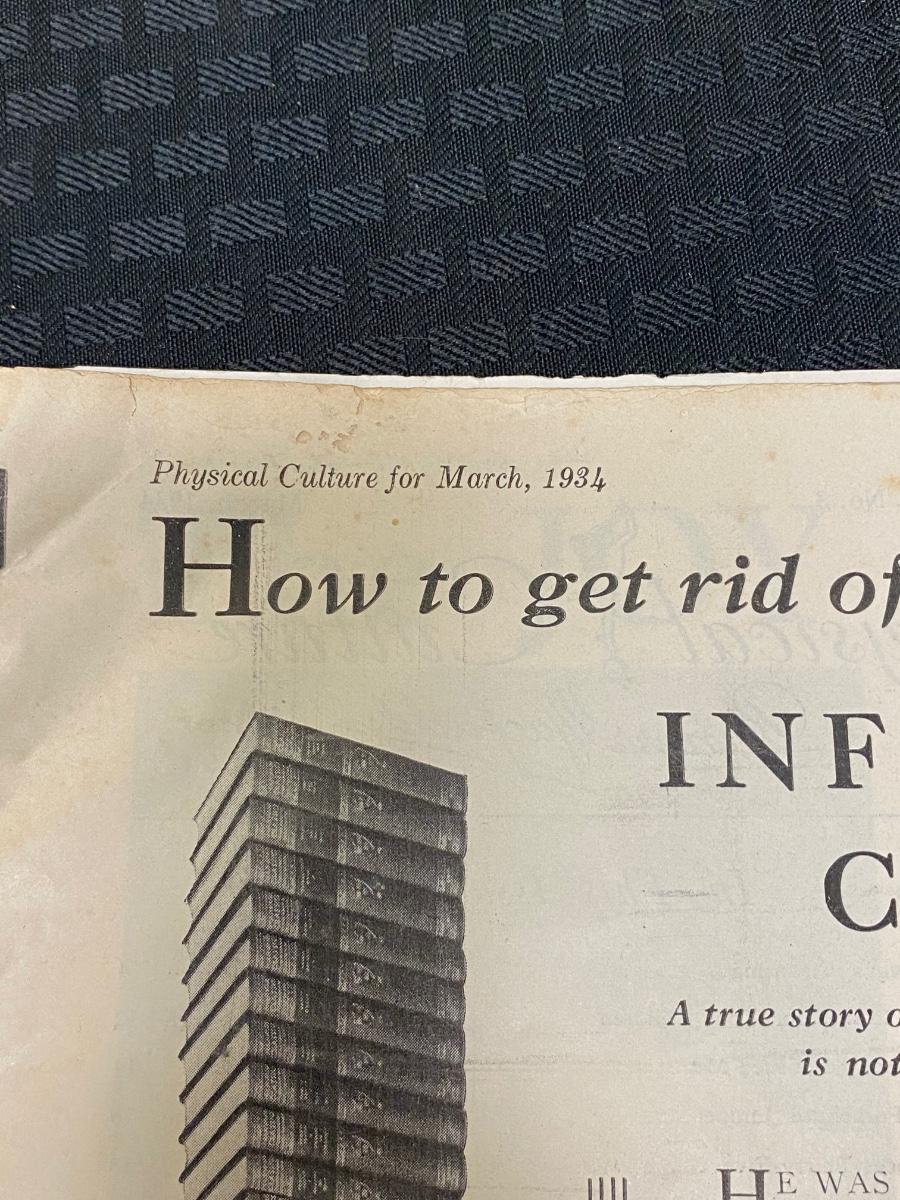 Physical Culture for March, 1934
How to get rid of
INF
C
A true story o
is not
HE WAS